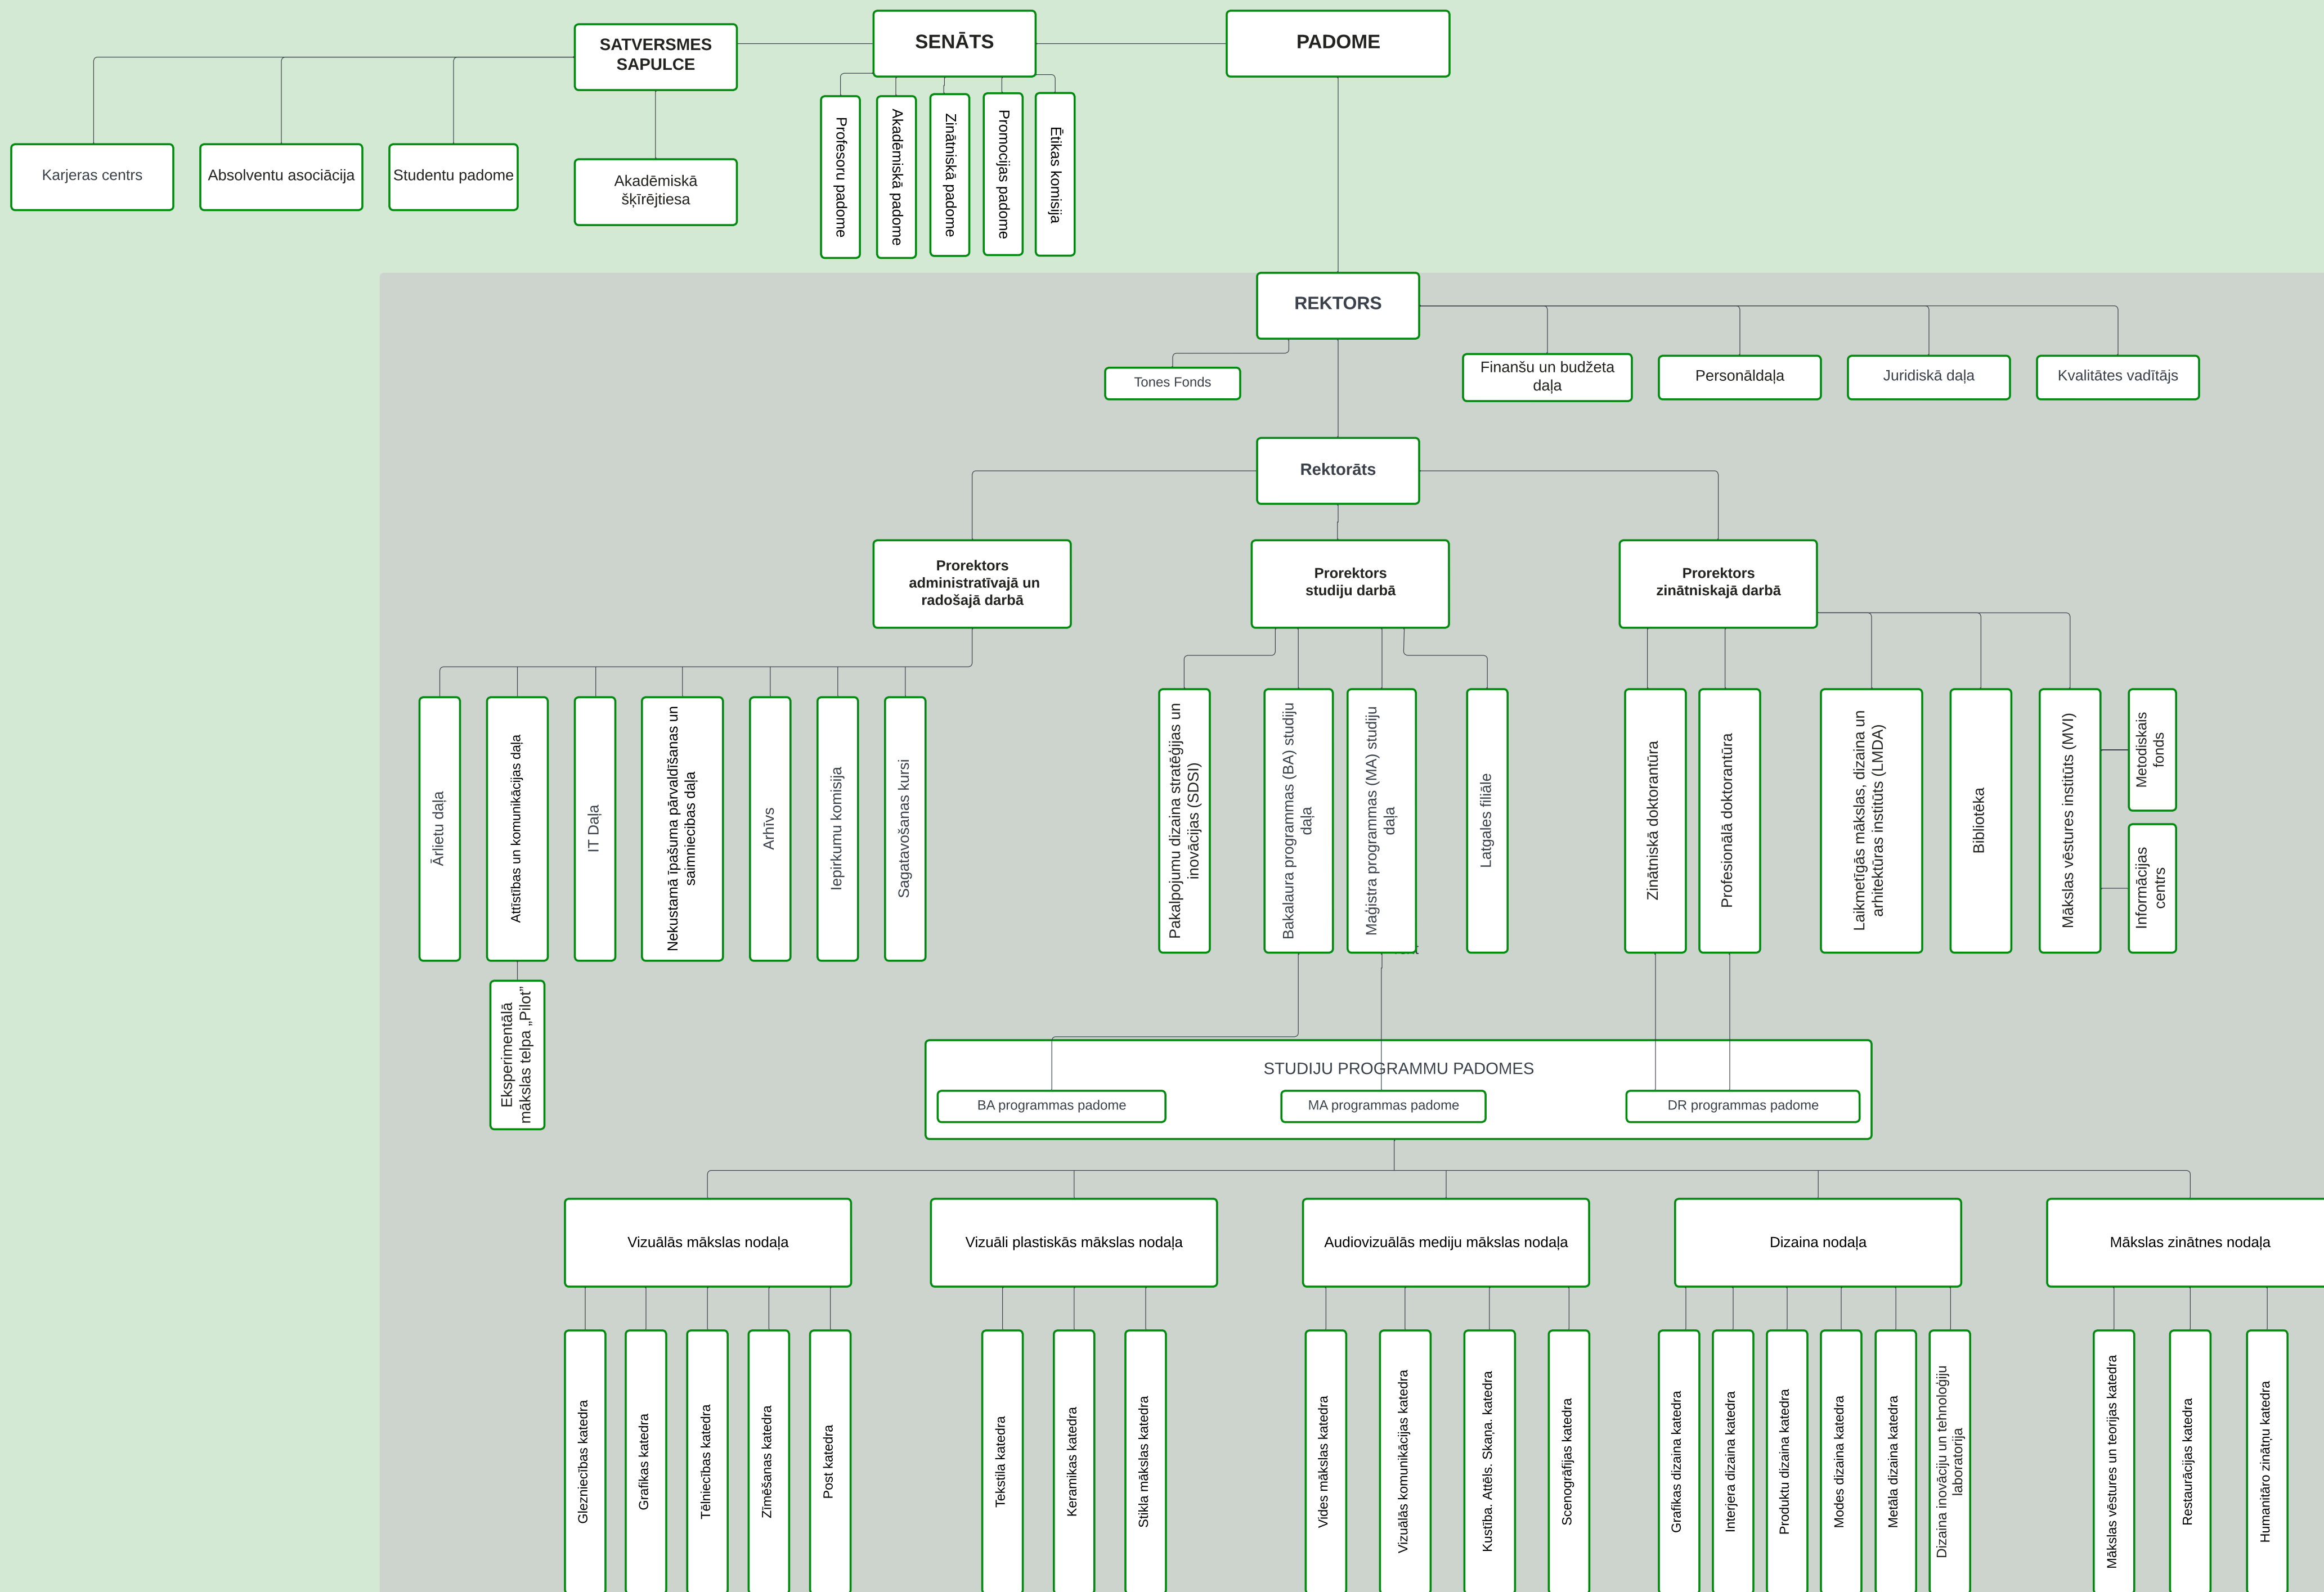 SATVERSMES
SAPULCE
SENĀTS
PADOME
Karjeras centrs
Absolventu asociācija
Studentu padome
Akadēmiskā
šķīrējtiesa
Profesoru padome
Akadēmiskā padome
Zinātniskā padome
Promocijas padome
Ētikas komisija
REKTORS
Tones Fonds
Finanšu un budžeta
daļa
Personāldaļa
Juridiskā daļa
Kvalitātes vadītājs
Rektorāts
Prorektors
administratīvajā un
radošajā darbā
Prorektors
studiju darbā
Prorektors
zinātniskajā darbā
Ārlietu daļa
Attīstības un komunikācijas daļa
IT Daļa
Nekustamā īpašuma pārvaldīšanas un
saimniecības daļa
Arhīvs
Iepirkumu komisija
Sagatavošanas kursi
Pakalpojumu dizaina stratēģijas un
inovācijas (SDSI)
Bakalaura programmas (BA) studiju
daļa
Maģistra programmas (MA) studiju
daļa
Latgales filiāle
Zinātniskā doktorantūra
Profesionālā doktorantūra
Laikmetīgās mākslas, dizaina un
arhitektūras institūts (LMDA)
Bibliotēka
Mākslas vēstures institūts (MVI)
Metodiskais
fonds
Informācijas
centrs
Eksperimentālā
mākslas telpa „Pilot”
STUDIJU PROGRAMMU PADOMES
BA programmas padome
MA programmas padome
DR programmas padome
Vizuālās mākslas nodaļa
Vizuāli plastiskās mākslas nodaļa
Audiovizuālās mediju mākslas nodaļa
Dizaina nodaļa
Mākslas zinātnes nodaļa
Glezniecības katedra
Grafikas katedra
Tēlniecības katedra
Zīmēšanas katedra
Post katedra
Tekstila katedra
Keramikas katedra
Stikla mākslas katedra
Vides mākslas katedra
Vizuālās komunikācijas katedra
Kustība. Attēls. Skaņa. katedra
Scenogrāfijas katedra
Grafikas dizaina katedra
Interjera dizaina katedra
Produktu dizaina katedra
Modes dizaina katedra
Metāla dizaina katedra
Dizaina inovāciju un tehnoloģiju
laboratorija
Mākslas vēstures un teorijas katedra
Restaurācijas katedra
Humanitāro zinātņu katedra